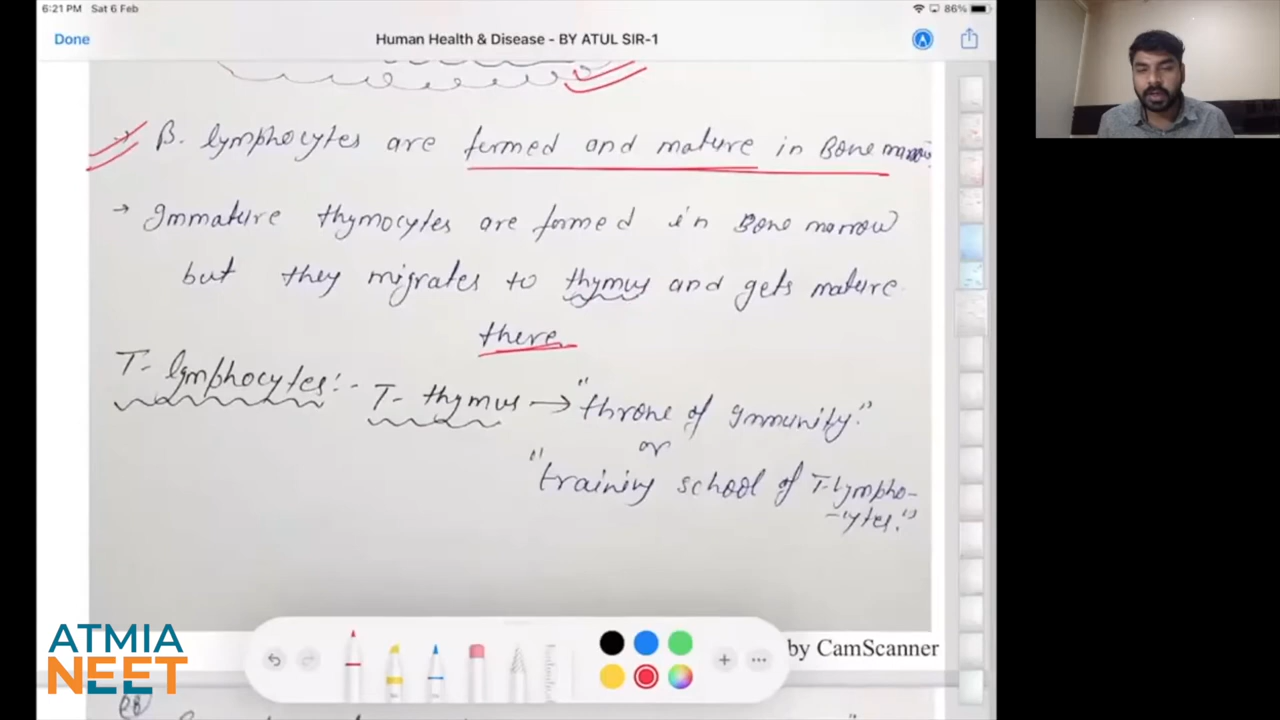 6:21 PM Sat 6 Feb
86%
Done
Human Health & Disease - BY ATUL SIR-1
B. lymphocytes are formed and mature in Bone marrow
→ Immature thymocytes are formed in Bone marrow
but they migrates to thymus and gets mature
there
T- lymphocytes:- T- thymus → "throne of Immunity."
or
"training school of T-lympho-
-cytes."
ATMIA
NEET
by CamScanner